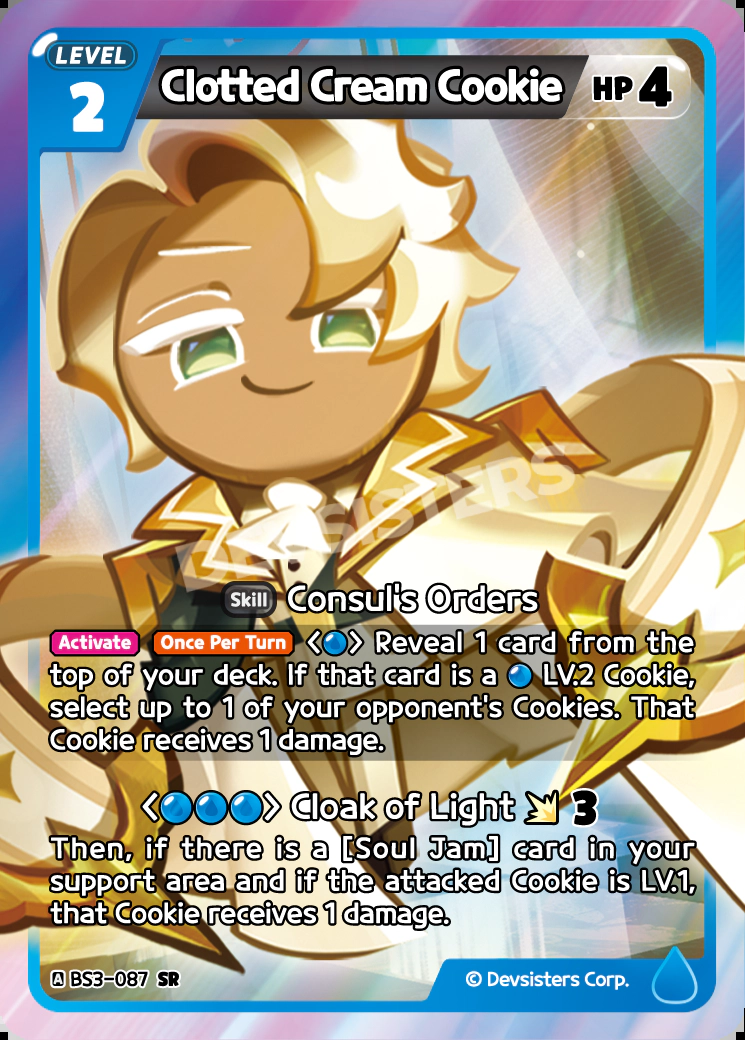 LEVEL
2
Clotted Cream Cookie
HP 4
DEVSISTERS
Skill Consul's Orders
Activate Once Per Turn < > Reveal 1 card from the
top of your deck. If that card is a LV.2 Cookie,
select up to 1 of your opponent's Cookies. That
Cookie receives 1 damage.
< > Cloak of Light 3
Then, if there is a [Soul Jam] card in your
support area and if the attacked Cookie is LV.1,
that Cookie receives 1 damage.
A BS3-087 SR
© Devsisters Corp.